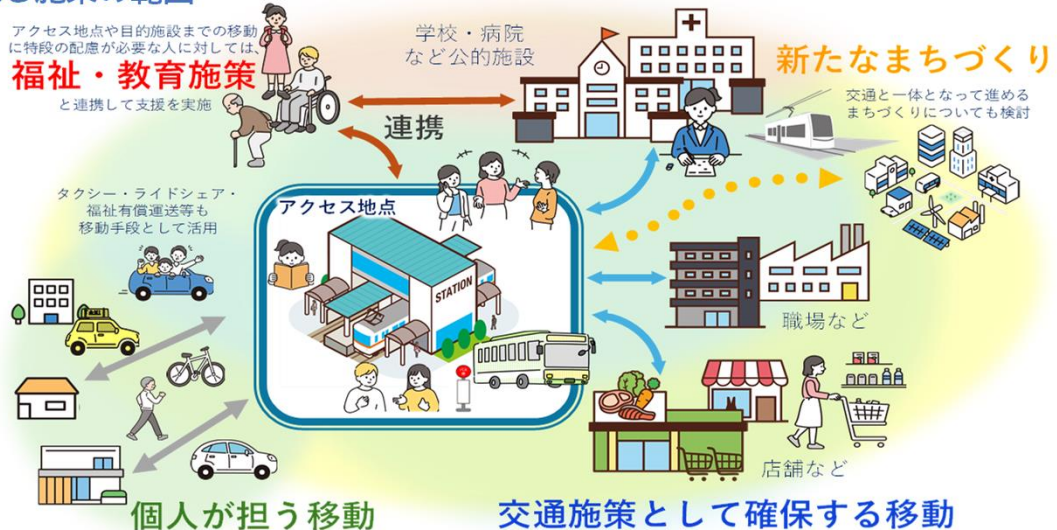 施策の範囲
アクセス地点や目的施設までの移動
に特段の配慮が必要な人に対しては、
福祉・教育施策
と連携して支援を実施
学校・病院
など公的施設
新たなまちづくり
交通と一体となって進める
まちづくりについても検討
連携
タクシー・ライドシェア・
福祉有償運送等も
移動手段として活用
アクセス地点
STATION
職場など
店舗など
個人が担う移動
交通施策として確保する移動